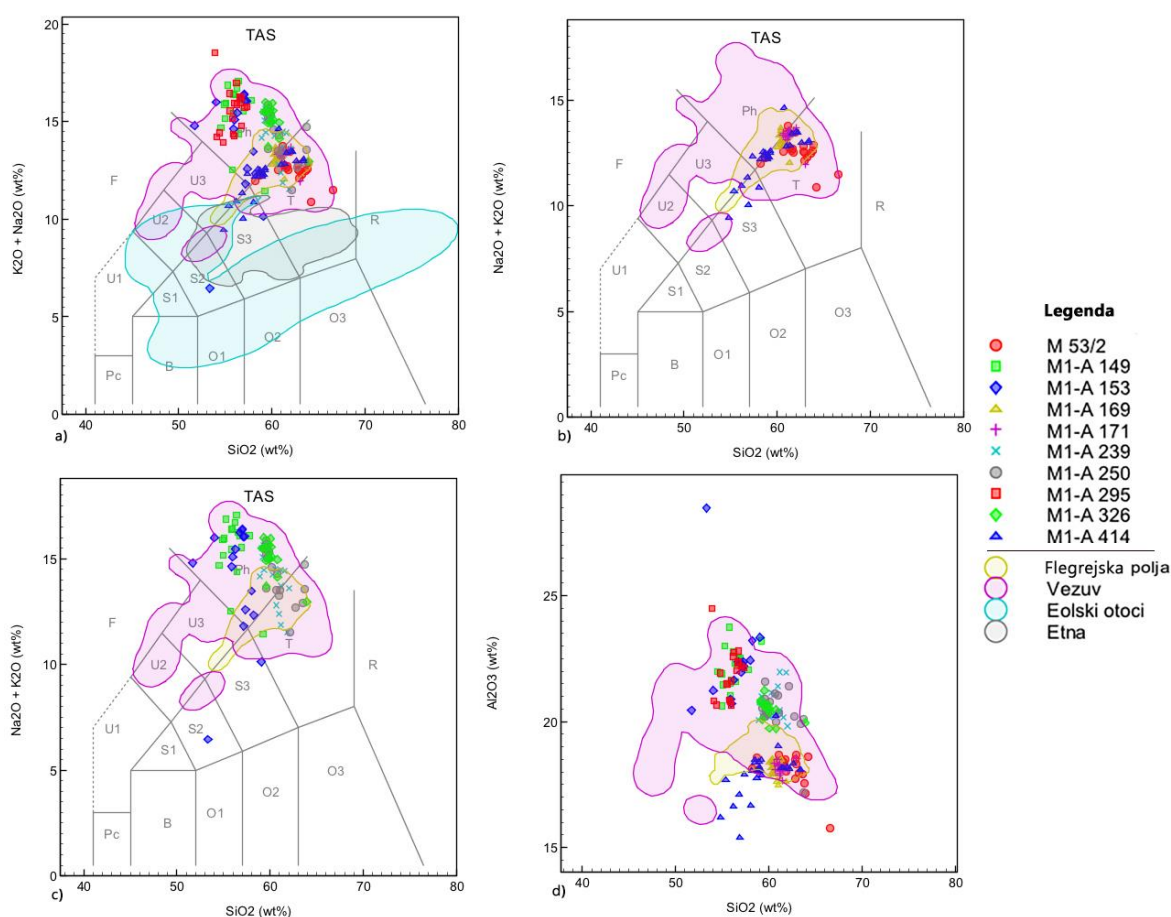 a)
TAS
K2O + Na2O (wt%)
20
15
10
5
0
F
Ph
U3
U2
T
R
U1
S3
S2
S1
O3
O2
O1
B
Pc
40 50 60 70 80
SiO2 (wt%)
b)
TAS
Na2O + K2O (wt%)
15
10
5
0
Ph
F
U3
U2
T
R
S3
U1
S2
S1
O3
O2
O1
B
Pc
40 50 60 70 80
SiO2 (wt%)
Legenda
M 53/2
M1-A 149
M1-A 153
M1-A 169
M1-A 171
M1-A 239
M1-A 250
M1-A 295
M1-A 326
M1-A 414
Flegrejska polja
Vezuv
Eolski otoci
Etna
c)
TAS
Na2O + K2O (wt%)
15
10
5
0
Ph
F
U3
U2
T
R
S3
U1
S2
S1
O3
O2
O1
B
Pc
40 50 60 70 80
SiO2 (wt%)
d)
Al2O3 (wt%)
25
20
15
40 50 60 70 80
SiO2 (wt%)